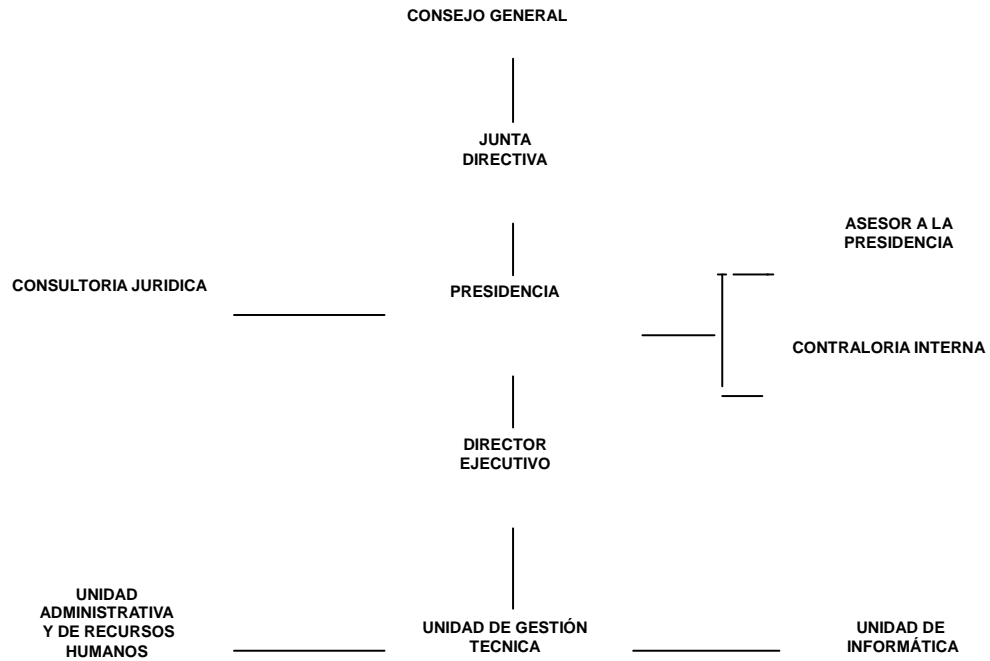 CONSEJO GENERAL
JUNTA
DIRECTIVA
ASESOR A LA
PRESIDENCIA
CONSULTORIA JURIDICA
PRESIDENCIA
CONTRALORIA INTERNA
DIRECTOR
EJECUTIVO
UNIDAD
ADMINISTRATIVA
Y DE RECURSOS
HUMANOS
UNIDAD DE GESTIÓN
TECNICA
UNIDAD DE
INFORMÁTICA